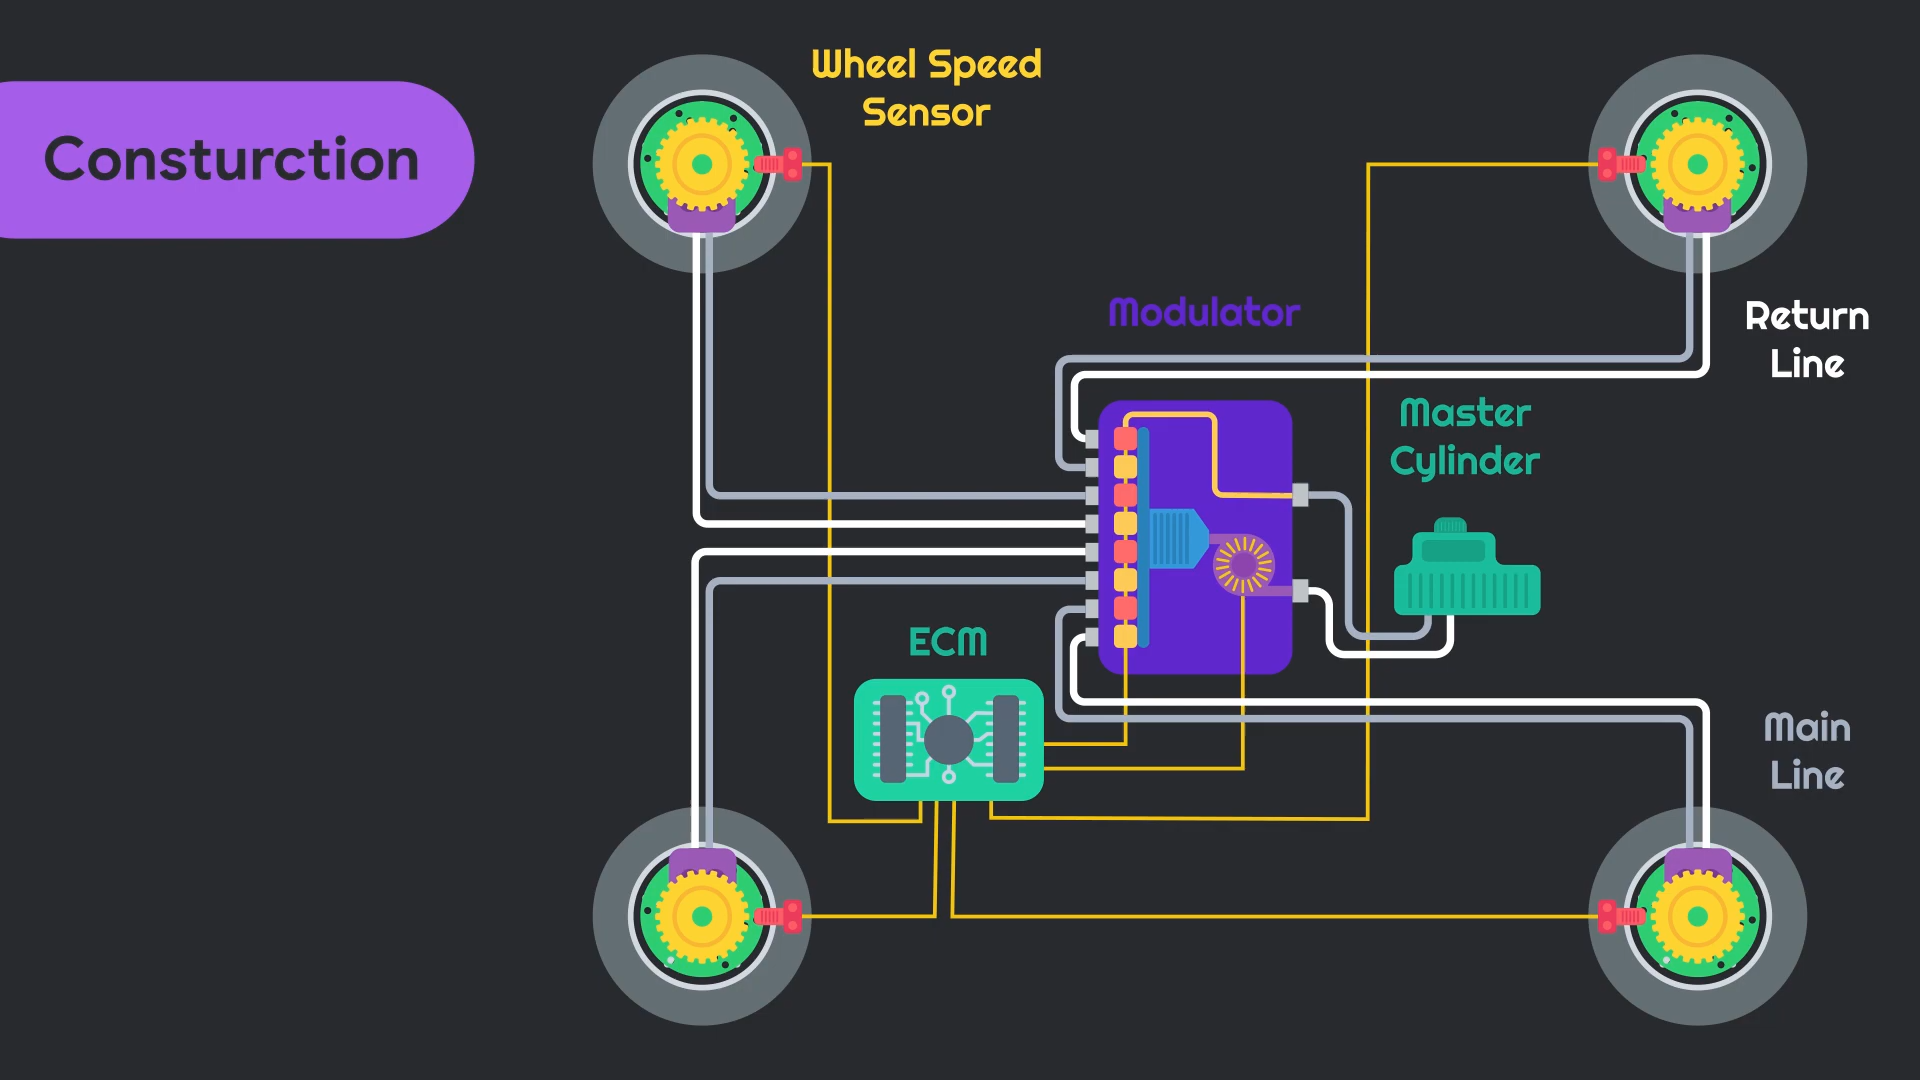 Consturction
Wheel Speed
Sensor
Modulator
Return
Line
Master
Cylinder
ECM
Main
Line